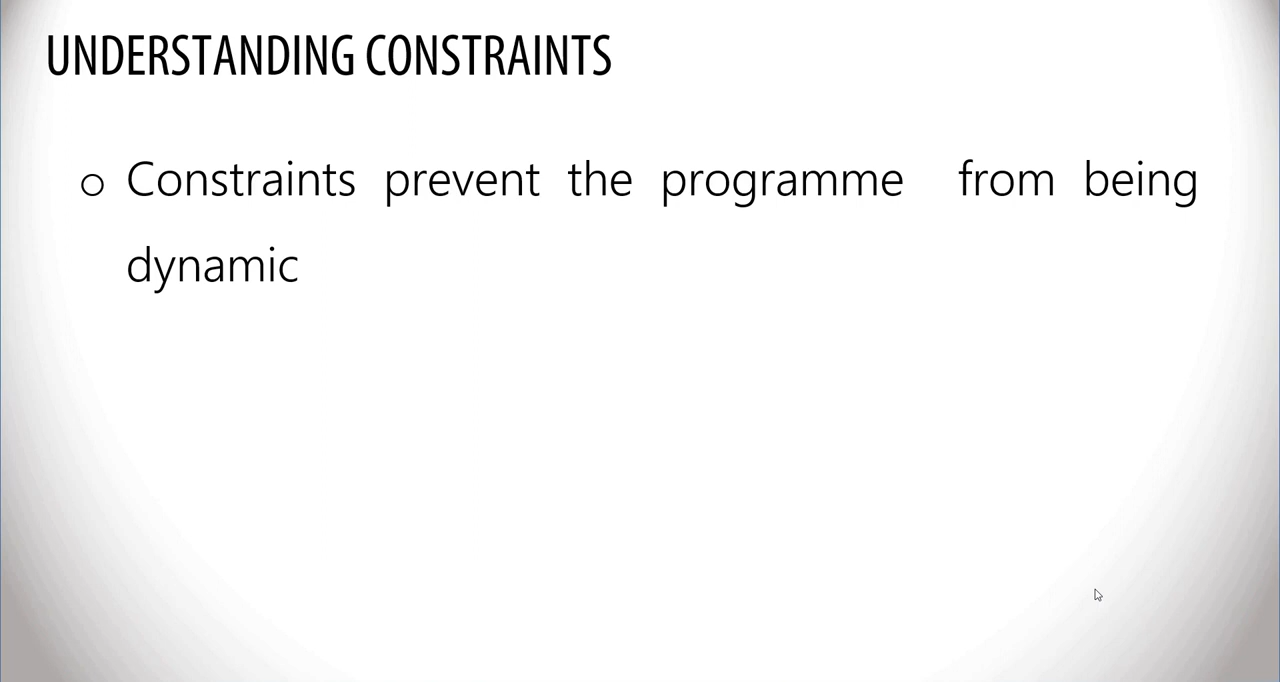 UNDERSTANDING CONSTRAINTS
o Constraints prevent the programme from being
dynamic